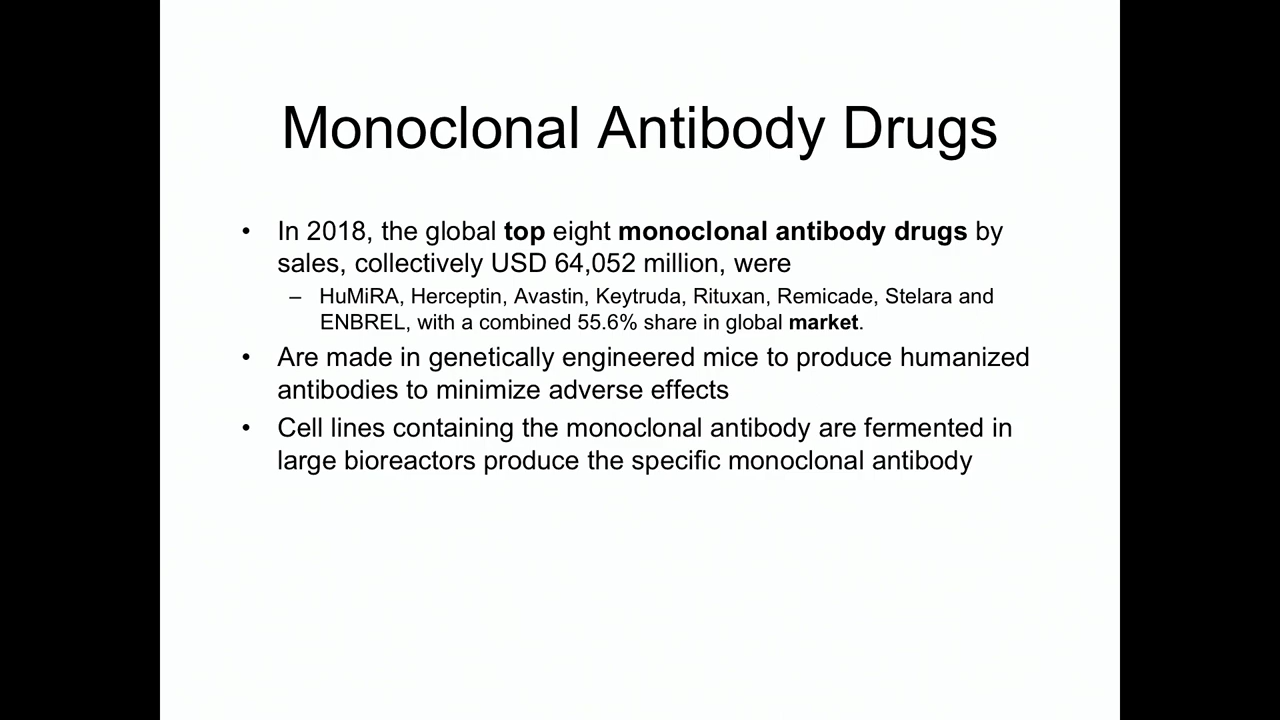 Monoclonal Antibody Drugs
• In 2018, the global top eight monoclonal antibody drugs by
sales, collectively USD 64,052 million, were
– HuMiRA, Herceptin, Avastin, Keytruda, Rituxan, Remicade, Stelara and
ENBREL, with a combined 55.6% share in global market.
• Are made in genetically engineered mice to produce humanized
antibodies to minimize adverse effects
• Cell lines containing the monoclonal antibody are fermented in
large bioreactors produce the specific monoclonal antibody